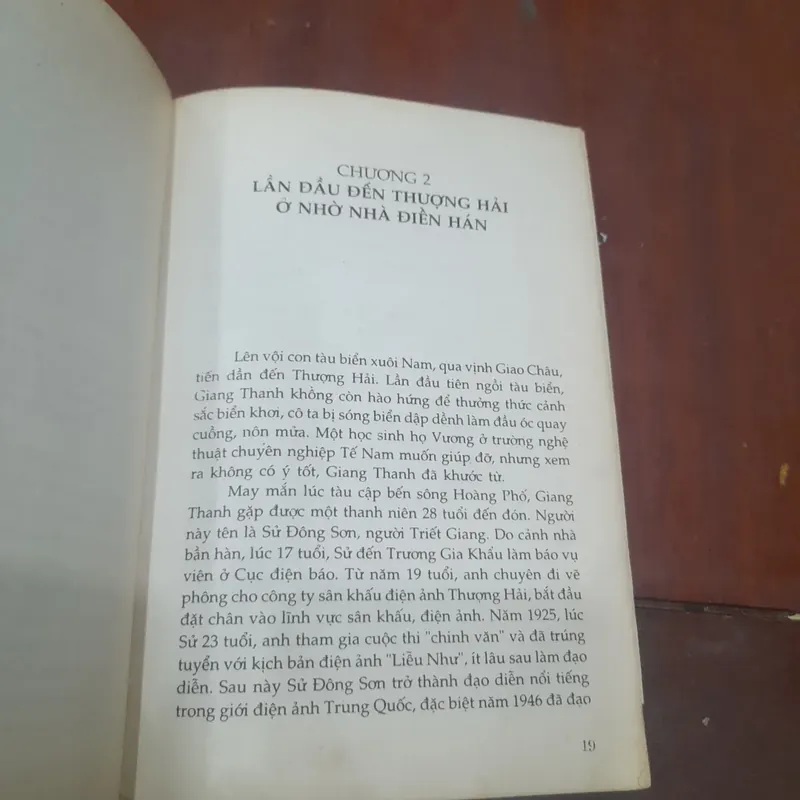 CHƯƠNG 2
LẦN ĐẦU ĐẾN THƯỢNG HẢI
Ở NHỜ NHÀ ĐIỀN HÁN
Lên vội con tàu biển xuôi Nam, qua vịnh Giao Châu,
tiến dần đến Thượng Hải. Lần đầu tiên ngồi tàu biển,
Giang Thanh không còn hào hứng để thưởng thức cảnh
sắc biển khơi, cô ta bị sóng biển dập dềnh làm đầu óc quay
cuồng, nôn mửa. Một học sinh họ Vương ở trường nghệ
thuật chuyên nghiệp Tế Nam muốn giúp đỡ, nhưng xem
ra không có ý tốt, Giang Thanh đã khước từ.
May mắn lúc tàu cập bến sông Hoàng Phố, Giang
Thanh gặp được một thanh niên 28 tuổi đến đón. Người
này tên là Sử Đông Sơn, người Triết Giang. Do cảnh nhà
bần hàn, lúc 17 tuổi, Sử đến Trương Gia Khẩu làm báo vụ
viên ở Cục điện báo. Từ năm 19 tuổi, anh chuyên đi vẽ
phông cho công ty sân khấu điện ảnh Thượng Hải, bắt đầu
đặt chân vào lĩnh vực sân khấu, điện ảnh. Năm 1925, lúc
Sử 23 tuổi, anh tham gia cuộc thi "chinh văn" và đã trúng
tuyển với kịch bản điện ảnh "Liễu Như", ít lâu sau làm đạo
diễn. Sau này Sử Đông Sơn trở thành đạo diễn nổi tiếng
trong giới điện ảnh Trung Quốc, đặc biệt năm 1946 đã đạo
19